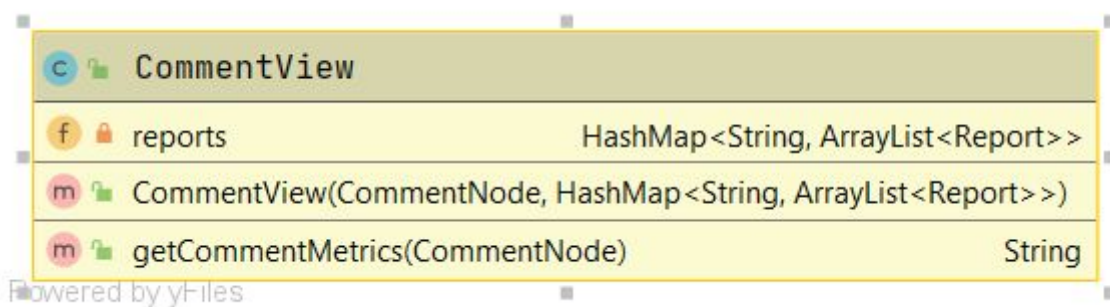 c CommentView
f reports HashMap<String, ArrayList<Report>>
m CommentView(CommentNode, HashMap<String, ArrayList<Report>>)
m getCommentMetrics(CommentNode) String
Powered by yFiles